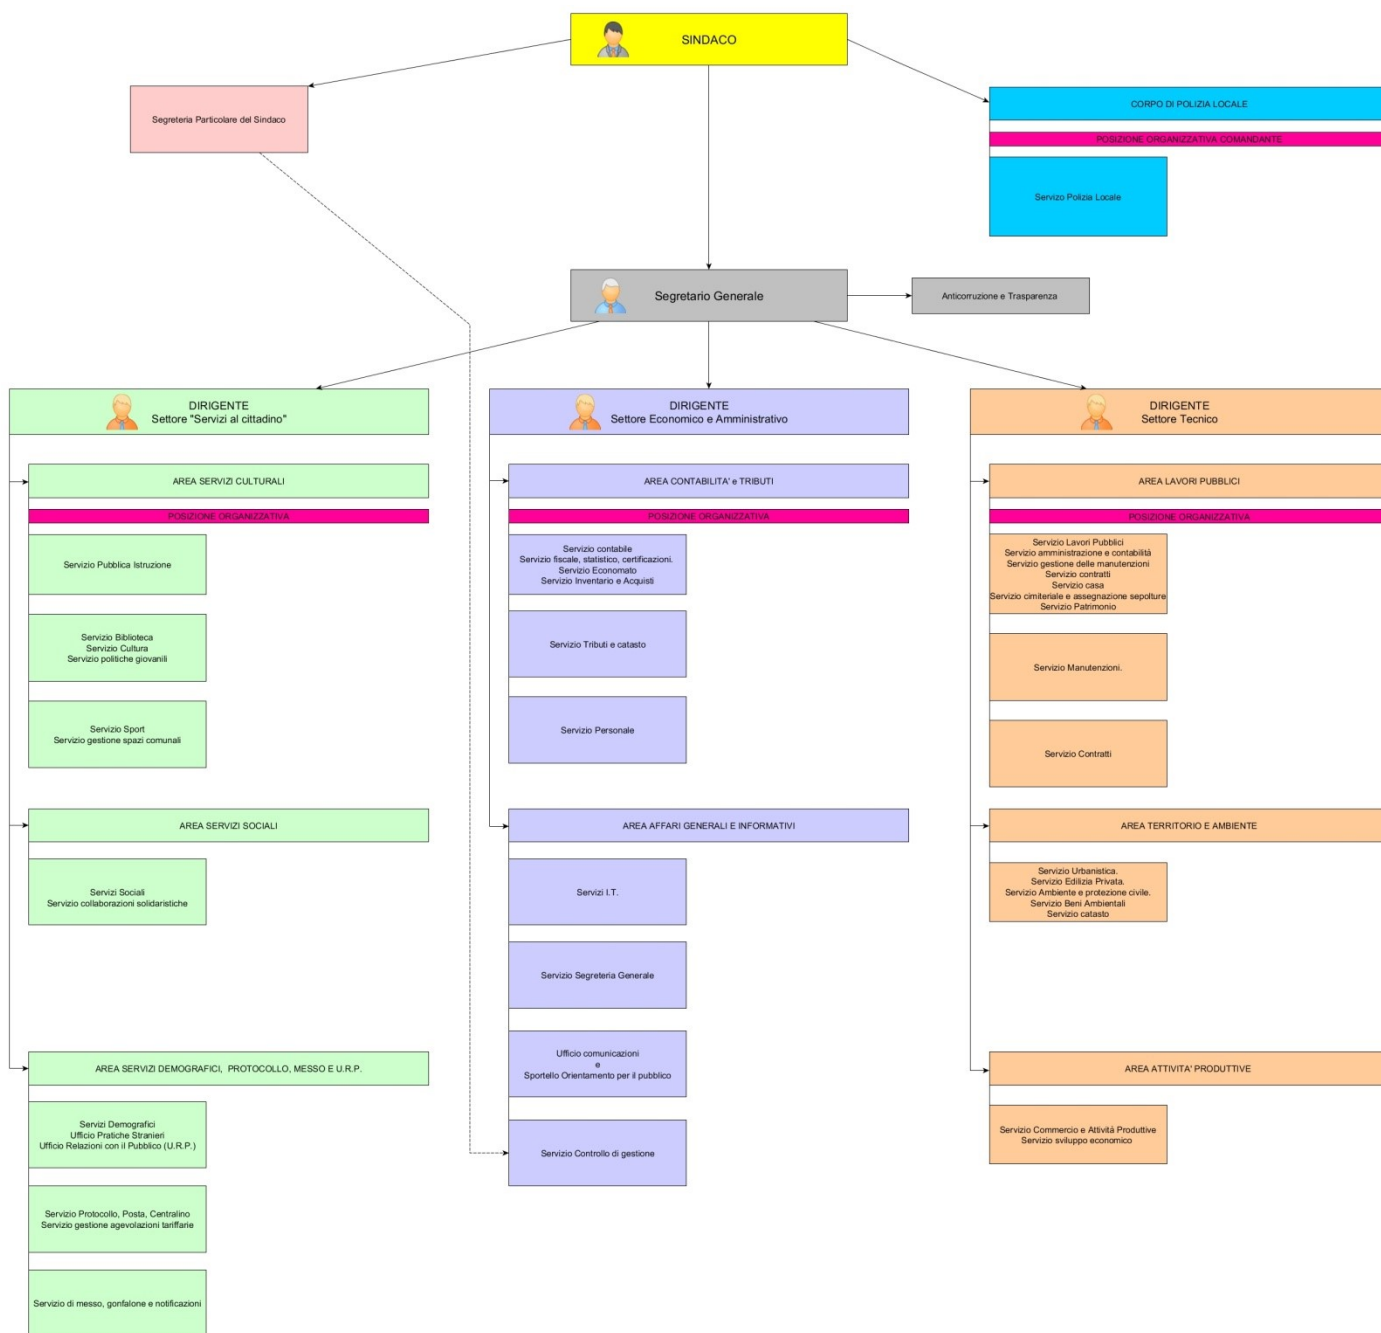 SINDACO
Segreteria Particolare del Sindaco
CORPO DI POLIZIA LOCALE
POSIZIONE ORGANIZZATIVA COMANDANTE
Servizo Polizia Locale
Segretario Generale
Anticorruzione e Trasparenza
DIRIGENTE
Settore "Servizi al cittadino"
AREA SERVIZI CULTURALI
POSIZIONE ORGANIZZATIVA
Servizio Pubblica Istruzione
Servizio Biblioteca
Servizio Cultura
Servizio politiche giovanili
Servizio Sport
Servizio gestione spazi comunali
AREA SERVIZI SOCIALI
Servizi Sociali
Servizio collaborazioni solidaristiche
AREA SERVIZI DEMOGRAFICI, PROTOCOLLO, MESSO E U.R.P.
Servizi Demografici
Ufficio Pratiche Stranieri
Ufficio Relazioni con il Pubblico (U.R.P.)
Servizio Protocollo, Posta, Centralino
Servizio gestione agevolazioni tariffarie
Servizio di messo, gonfalone e notificazioni
DIRIGENTE
Settore Economico e Amministrativo
AREA CONTABILITA' e TRIBUTI
POSIZIONE ORGANIZZATIVA
Servizio contabile
Servizio fiscale, statistico, certificazioni.
Servizio Economato
Servizio Inventario e Acquisti
Servizio Tributi e catasto
Servizio Personale
AREA AFFARI GENERALI E INFORMATIVI
Servizi I.T.
Servizio Segreteria Generale
Ufficio comunicazioni
e
Sportello Orientamento per il pubblico
Servizio Controllo di gestione
DIRIGENTE
Settore Tecnico
AREA LAVORI PUBBLICI
POSIZIONE ORGANIZZATIVA
Servizio Lavori Pubblici
Servizio amministrazione e contabilità
Servizio gestione delle manutenzioni
Servizio contratti
Servizio casa
Servizio cimiteriale e assegnazione sepolture
Servizio Patrimonio
Servizio Manutenzioni.
Servizio Contratti
AREA TERRITORIO E AMBIENTE
Servizio Urbanistica.
Servizio Edilizia Privata.
Servizio Ambiente e protezione civile.
Servizio Beni Ambientali
Servizio catasto
AREA ATTIVITA' PRODUTTIVE
Servizio Commercio e Attività Produttive
Servizio sviluppo economico